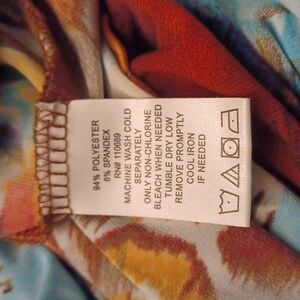 94% POLYESTER
6% SPANDEX
RN# 110689
MACHINE WASH COLD
SEPARATELY
ONLY NON-CHLORINE
BLEACH WHEN NEEDED
TUMBLE DRY LOW
REMOVE PROMPTLY
COOL IRON
IF NEEDED